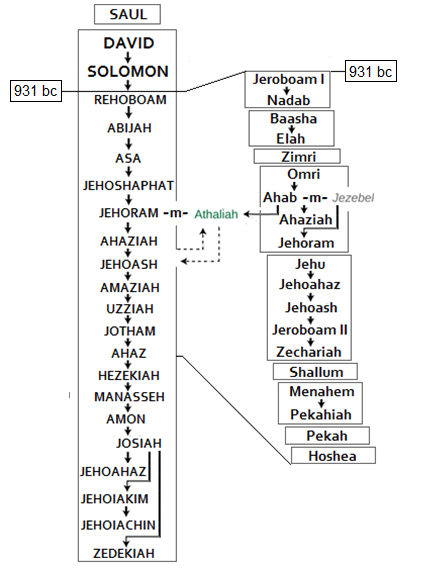 SAUL
DAVID
SOLOMON
931 bc
REHOBOAM
ABIJAH
ASA
JEHOSHAPHAT
JEHORAM -m- Athaliah
AHAZIAH
JEHOASH
AMAZIAH
UZZIAH
JOTHAM
AHAZ
HEZEKIAH
MANASSEH
AMON
JOSIAH
JEHOAHAZ
JEHOIAKIM
JEHOIACHIN
ZEDEKIAH
931 bc
Jeroboam I
Nadab
Baasha
Elah
Zimri
Omri
Ahab -m- Jezebel
Ahaziah
Jehoram
Jehu
Jehoahaz
Jehoash
Jeroboam II
Zechariah
Shallum
Menahem
Pekahiah
Pekah
Hoshea